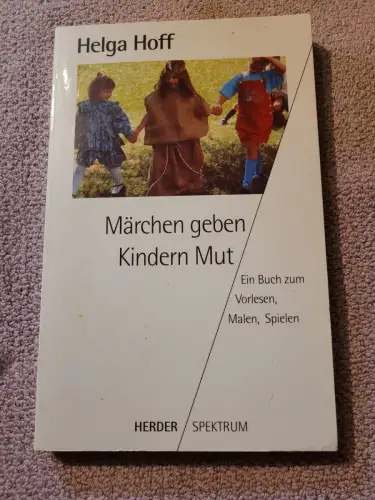 Helga Hoff
Märchen geben
Kindern Mut
Ein Buch zum
Vorlesen,
Malen, Spielen
HERDER / SPEKTRUM